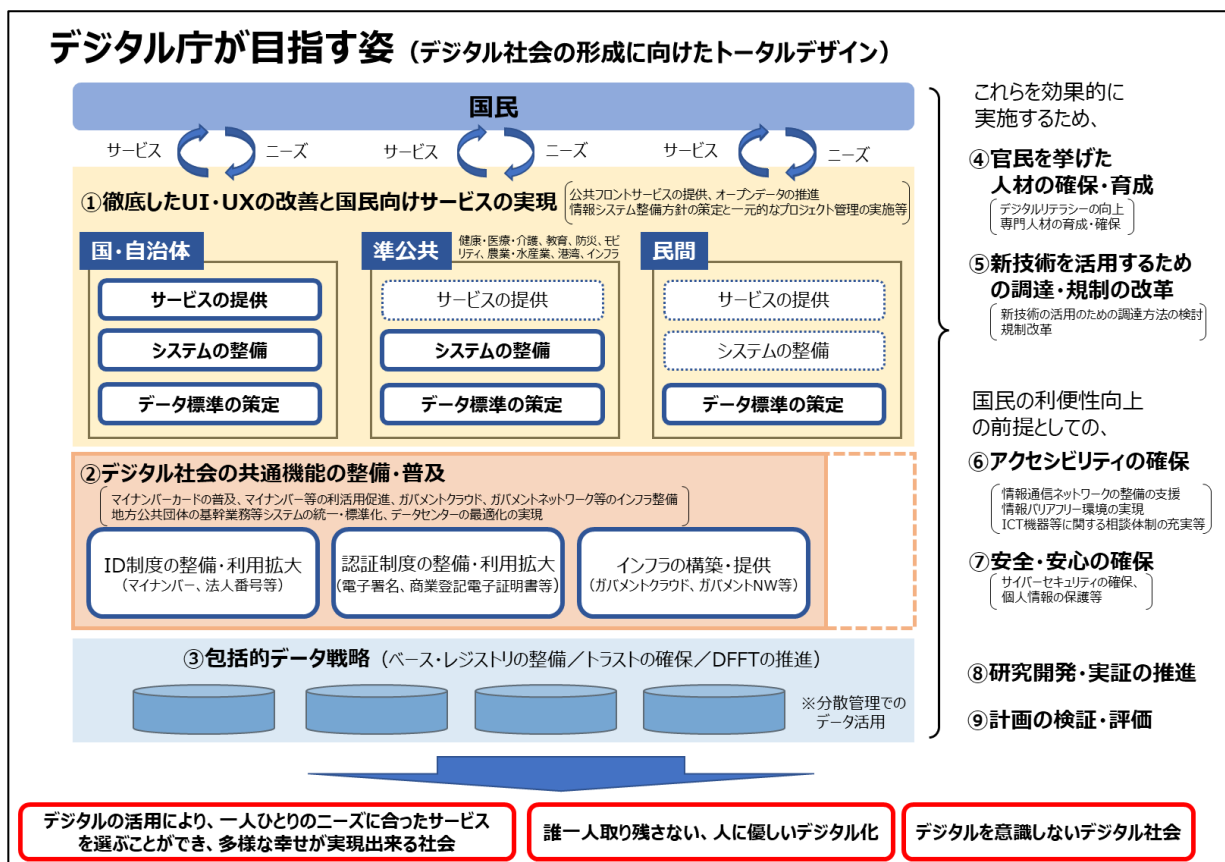 デジタル庁が目指す姿（デジタル社会の形成に向けたトータルデザイン）
国民
サービス
ニーズ
サービス
ニーズ
サービス
ニーズ
①徹底したUI・UXの改善と国民向けサービスの実現
公共フロントサービスの提供、オープンデータの推進
情報システム整備方針の策定と一元的なプロジェクト管理の実施等
国・自治体
サービスの提供
システムの整備
データ標準の策定
準公共
健康・医療・介護、教育、防災、モビ
リティ、農業・水産業、港湾、インフラ
サービスの提供
システムの整備
データ標準の策定
民間
サービスの提供
システムの整備
データ標準の策定
②デジタル社会の共通機能の整備・普及
マイナンバーカードの普及、マイナンバー等の利活用促進、ガバメントクラウド、ガバメントネットワーク等のインフラ整備
地方公共団体の基幹業務等システムの統一・標準化、データセンターの最適化の実現
ID制度の整備・利用拡大
（マイナンバー、法人番号等）
認証制度の整備・利用拡大
（電子署名、商業登記電子証明書等）
インフラの構築・提供
（ガバメントクラウド、ガバメントNW等）
③包括的データ戦略（ベース・レジストリの整備／トラストの確保／DFFTの推進）
※分散管理での
データ活用
これらを効果的に
実施するため、
④官民を挙げた
人材の確保・育成
デジタルリテラシーの向上
専門人材の育成・確保
⑤新技術を活用するため
の調達・規制の改革
新技術の活用のための調達方法の検討
規制改革
国民の利便性向上
の前提としての、
⑥アクセシビリティの確保
情報通信ネットワークの整備の支援
情報バリアフリー環境の実現
ICT機器等に関する相談体制の充実等
⑦安全・安心の確保
サイバーセキュリティの確保、
個人情報の保護等
⑧研究開発・実証の推進
⑨計画の検証・評価
デジタルの活用により、一人ひとりのニーズに合ったサービス
を選ぶことができ、多様な幸せが実現出来る社会
誰一人取り残さない、人に優しいデジタル化
デジタルを意識しないデジタル社会